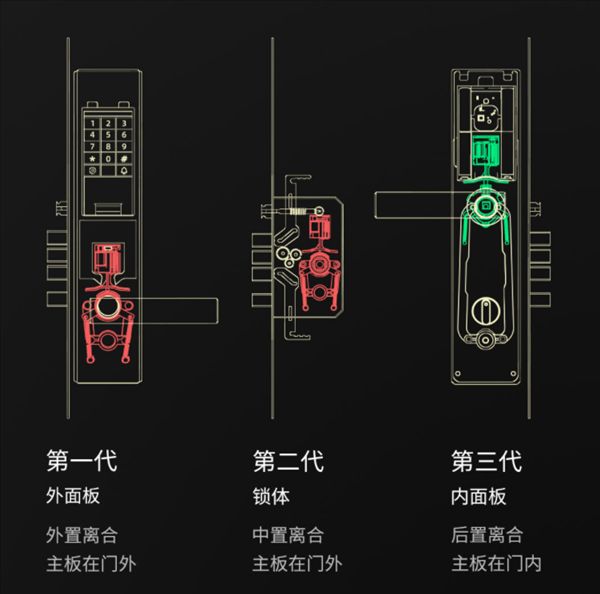 1 2 3
4 5 6
7 8 9
* 0 #
第一代
外面板
外置离合
主板在门外
第二代
锁体
中置离合
主板在门外
第三代
内面板
后置离合
主板在门内